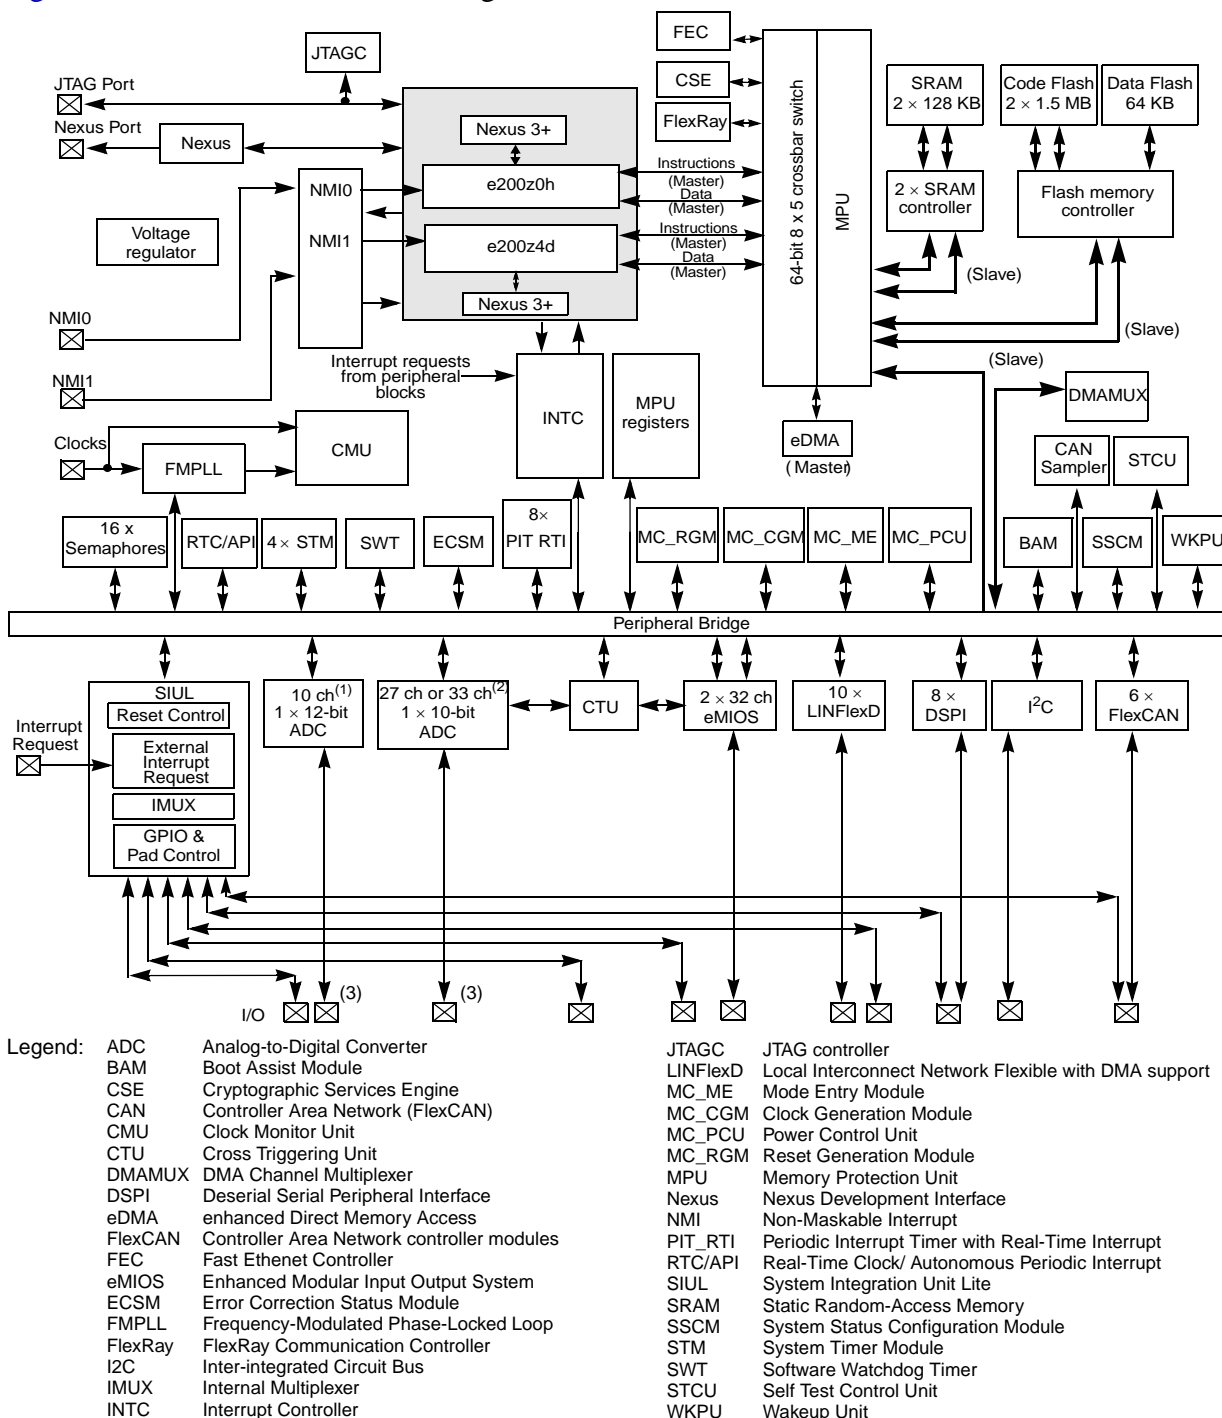 JTAGC
JTAG Port
Nexus Port
Nexus
Voltage
regulator
NMI0
NMI1
NMI0
NMI1
Nexus 3+
e200z0h
e200z4d
Nexus 3+
FEC
CSE
FlexRay
Instructions
(Master)
Data
(Master)
Instructions
(Master)
Data
(Master)
64-bit 8 x 5 crossbar switch
MPU
SRAM
2 × 128 KB
Code Flash
2 × 1.5 MB
Data Flash
64 KB
2 × SRAM
controller
Flash memory
controller
(Slave)
(Slave)
(Slave)
Interrupt requests
from peripheral
blocks
INTC
MPU
registers
eDMA
(Master)
DMAMUX
Clocks
FMPLL
CMU
CAN
Sampler
STCU
16 x
Semaphores
RTC/API
4 × STM
SWT
ECSM
8×
PIT RTI
MC_RGM
MC_CGM
MC_ME
MC_PCU
BAM
SSCM
WKPU
Peripheral Bridge
SIUL
Reset Control
External
Interrupt
Request
IMUX
GPIO &
Pad Control
Interrupt
Request
10 ch(1)
1 × 12-bit
ADC
27 ch or 33 ch(2)
1 × 10-bit
ADC
CTU
2 × 32 ch
eMIOS
10 ×
LINFlexD
8 ×
DSPI
I2C
6 ×
FlexCAN
I/O
(3)
(3)
Legend:
ADC Analog-to-Digital Converter
BAM Boot Assist Module
CSE Cryptographic Services Engine
CAN Controller Area Network (FlexCAN)
CMU Clock Monitor Unit
CTU Cross Triggering Unit
DMAMUX DMA Channel Multiplexer
DSPI Deserial Serial Peripheral Interface
eDMA enhanced Direct Memory Access
FlexCAN Controller Area Network controller modules
FEC Fast Ethenet Controller
eMIOS Enhanced Modular Input Output System
ECSM Error Correction Status Module
FMPLL Frequency-Modulated Phase-Locked Loop
FlexRay FlexRay Communication Controller
I2C Inter-integrated Circuit Bus
IMUX Internal Multiplexer
INTC Interrupt Controller
JTAGC JTAG controller
LINFlexD Local Interconnect Network Flexible with DMA support
MC_ME Mode Entry Module
MC_CGM Clock Generation Module
MC_PCU Power Control Unit
MC_RGM Reset Generation Module
MPU Memory Protection Unit
Nexus Nexus Development Interface
NMI Non-Maskable Interrupt
PIT_RTI Periodic Interrupt Timer with Real-Time Interrupt
RTC/API Real-Time Clock/ Autonomous Periodic Interrupt
SIUL System Integration Unit Lite
SRAM Static Random-Access Memory
SSCM System Status Configuration Module
STM System Timer Module
SWT Software Watchdog Timer
STCU Self Test Control Unit
WKPU Wakeup Unit